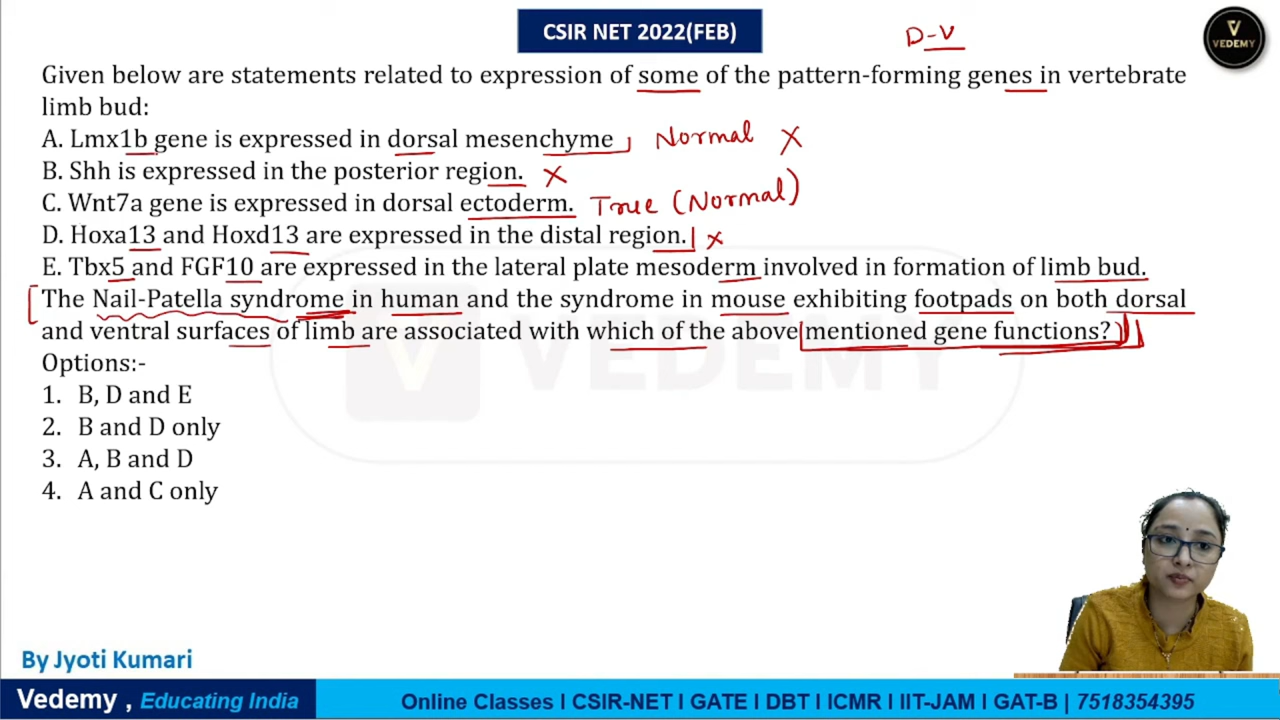 CSIR NET 2022(FEB)
D-V
VEDEMY
Given below are statements related to expression of some of the pattern-forming genes in vertebrate
limb bud:
A. Lmx1b gene is expressed in dorsal mesenchyme Normal X
B. Shh is expressed in the posterior region. X
C. Wnt7a gene is expressed in dorsal ectoderm. True (Normal)
D. Hoxa13 and Hoxd13 are expressed in the distal region. x
E. Tbx5 and FGF10 are expressed in the lateral plate mesoderm involved in formation of limb bud.
The Nail-Patella syndrome in human and the syndrome in mouse exhibiting footpads on both dorsal
and ventral surfaces of limb are associated with which of the above mentioned gene functions?
VEDEMY
Options:-
1. B, D and E
2. B and D only
3. A, B and D
4. A and C only
By Jyoti Kumari
Vedemy , Educating India
Online Classes I CSIR-NET I GATE I DBT I ICMR I IIT-JAM I GAT-B | 7518354395